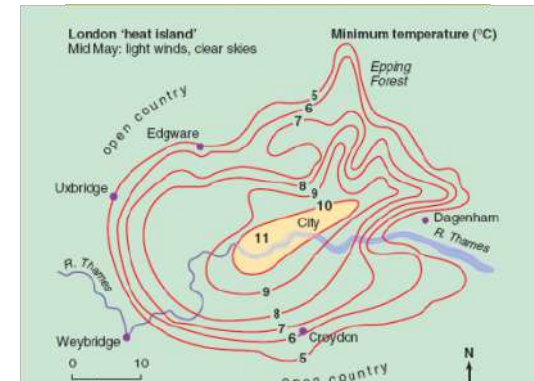 London 'heat island'
Mid May: light winds, clear skies
Minimum temperature (°C)
Epping
Forest
open country
5
6
7
Edgware
Uxbridge
8
9
10
City
11
Dagenham
R. Thames
R. Thames
9
8
7
6
Croydon
5
Weybridge
0 10
open country
N